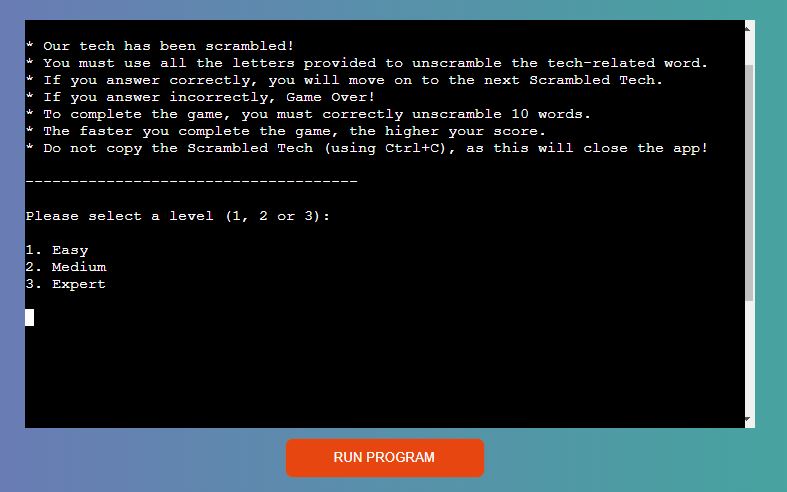 * Our tech has been scrambled!
* You must use all the letters provided to unscramble the tech-related word.
* If you answer correctly, you will move on to the next Scrambled Tech.
* If you answer incorrectly, Game Over!
* To complete the game, you must correctly unscramble 10 words.
* The faster you complete the game, the higher your score.
* Do not copy the Scrambled Tech (using Ctrl+C), as this will close the app!
-------------------------------------
Please select a level (1, 2 or 3):
1. Easy
2. Medium
3. Expert
RUN PROGRAM